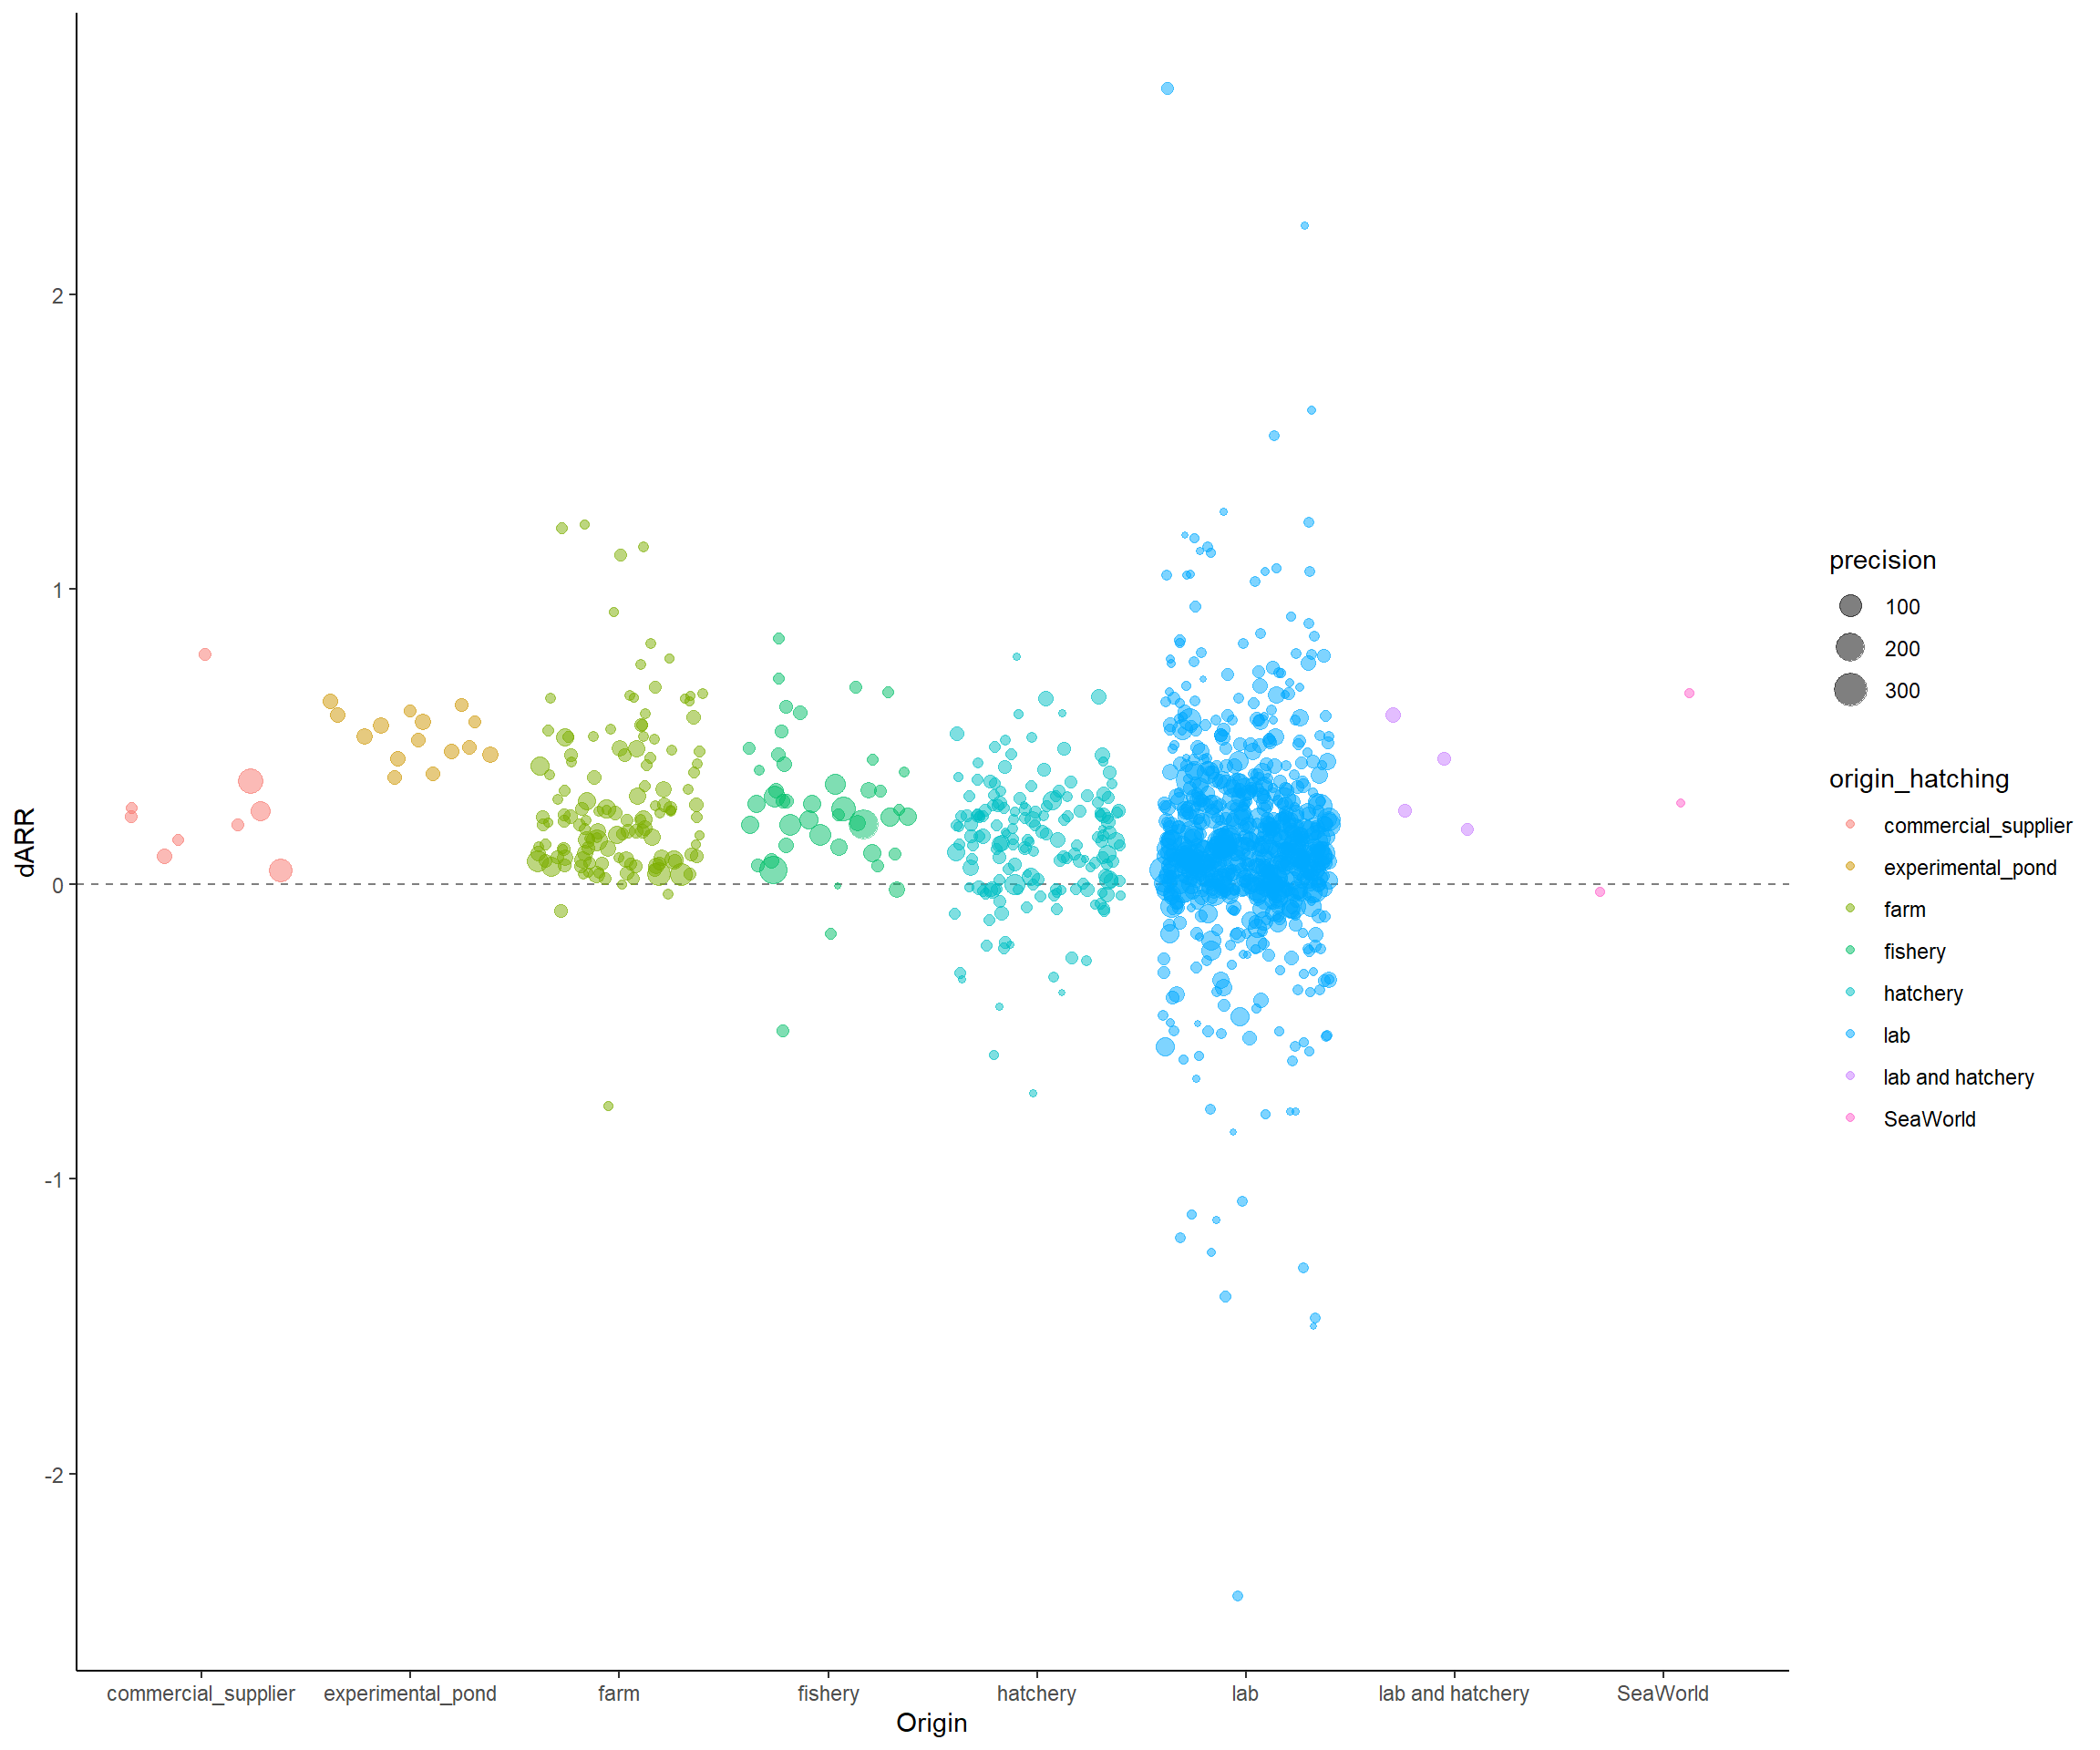 dARR
2
1
0
-1
-2
commercial_supplier
experimental_pond
farm
fishery
hatchery
lab
lab and hatchery
SeaWorld
Origin
precision
100
200
300
origin_hatching
commercial_supplier
experimental_pond
farm
fishery
hatchery
lab
lab and hatchery
SeaWorld